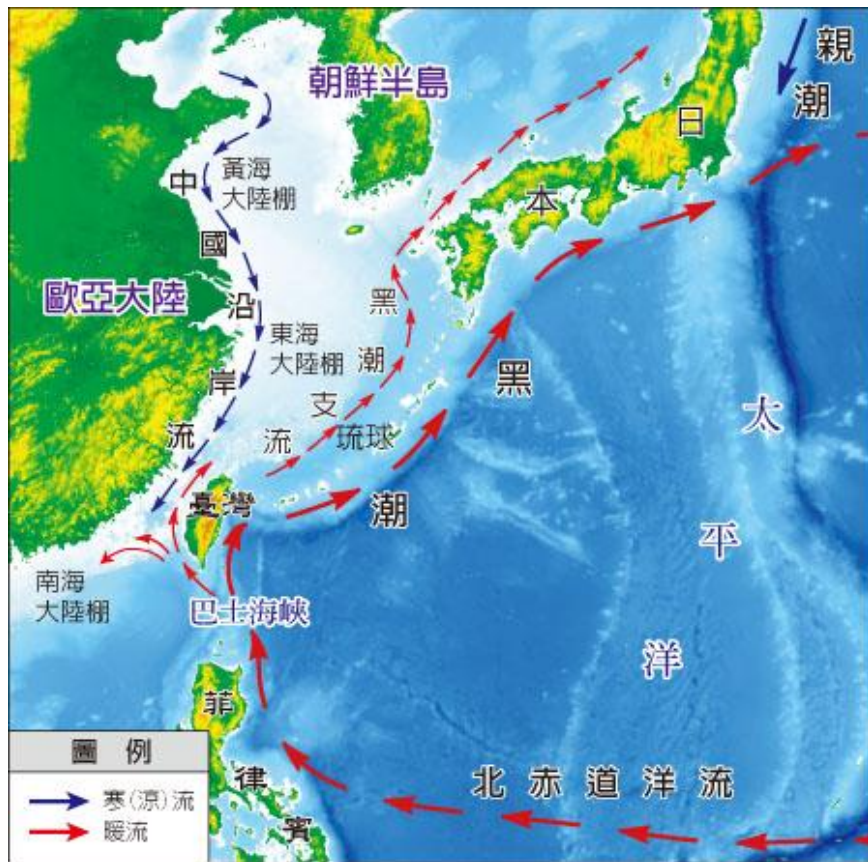 親潮
朝鮮半島
日本
黃海
大陸棚
中國沿岸流
歐亞大陸
東海
大陸棚
黑潮支流
琉球
黑潮
太平洋
臺灣
南海
大陸棚
巴士海峽
菲律賓
北赤道洋流
圖例
寒(涼)流
暖流